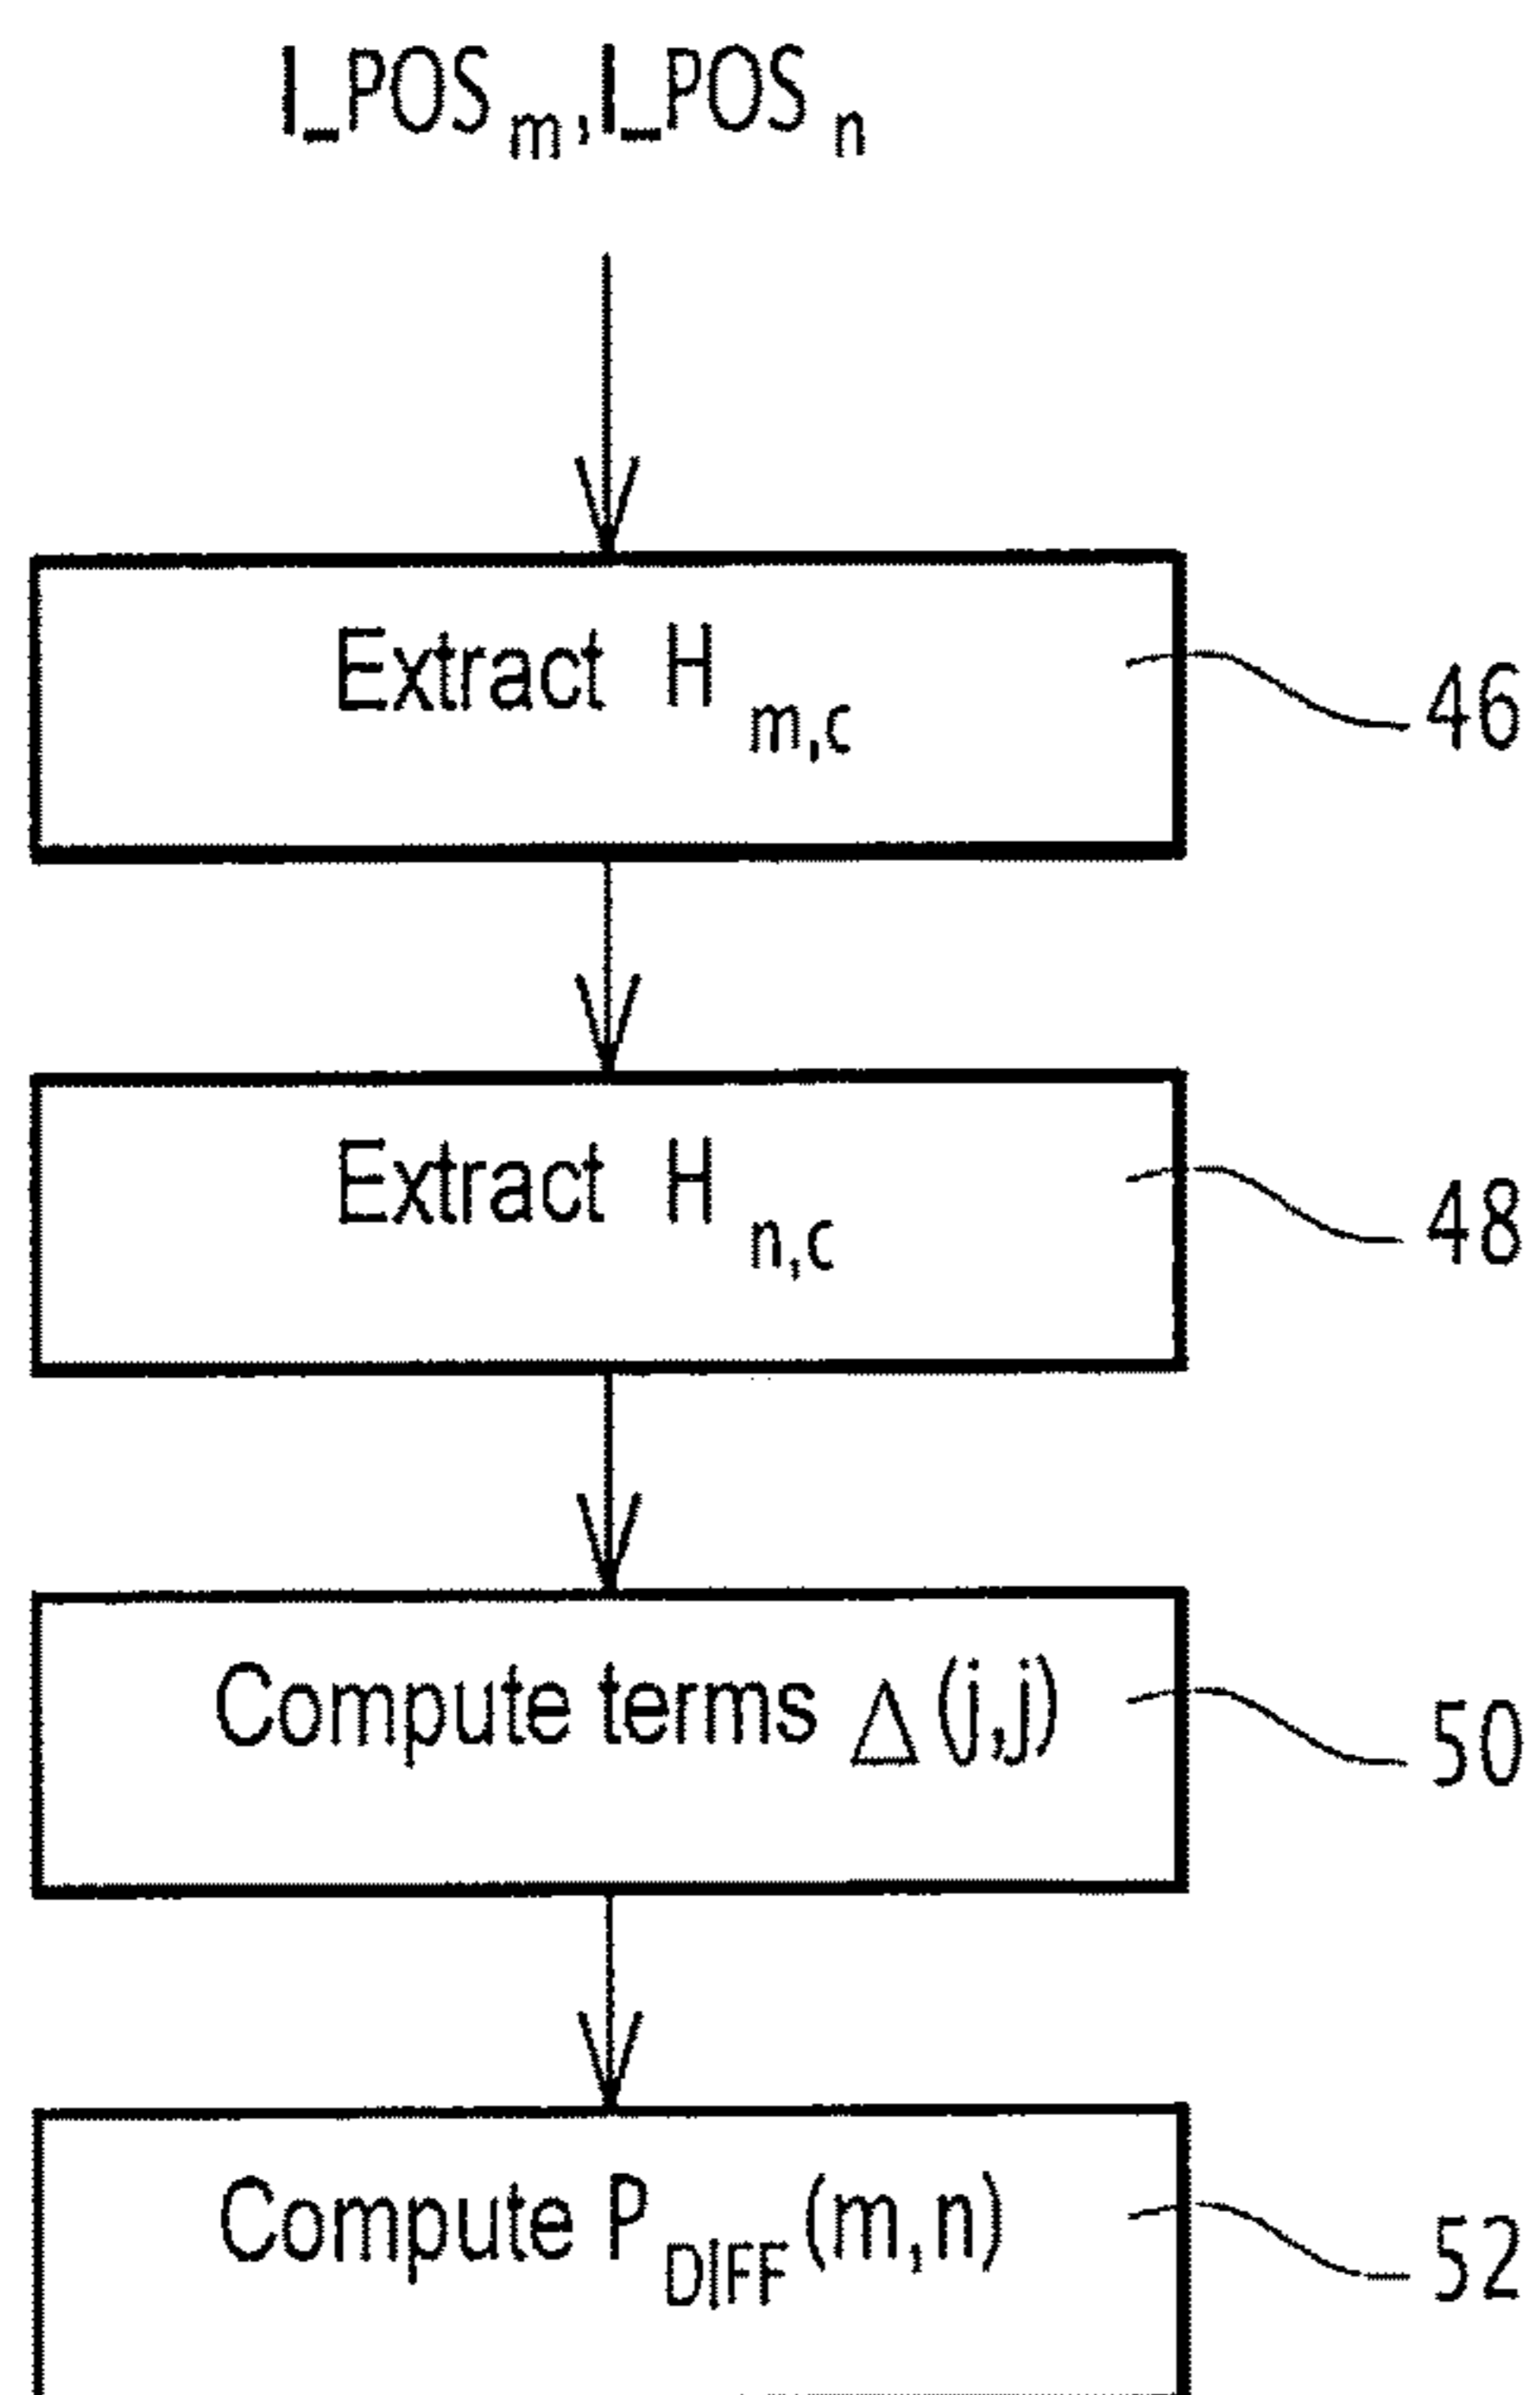 I_POS m, I_POS n
Extract H m,c
46
Extract H n,c
48
Compute terms Δ(j,j)
50
Compute P DIFF (m,n)
52